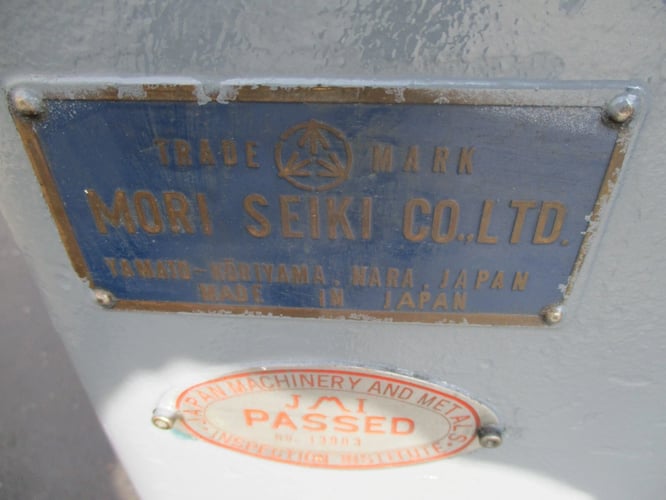 TRADE MARK
MORI SEIKI CO.,LTD.
YAMATO-KORIYAMA, NARA, JAPAN
MADE IN JAPAN
JAPAN MACHINERY AND METALS
JMI
PASSED
NO. 13983
INSPECTION INSTITUTE